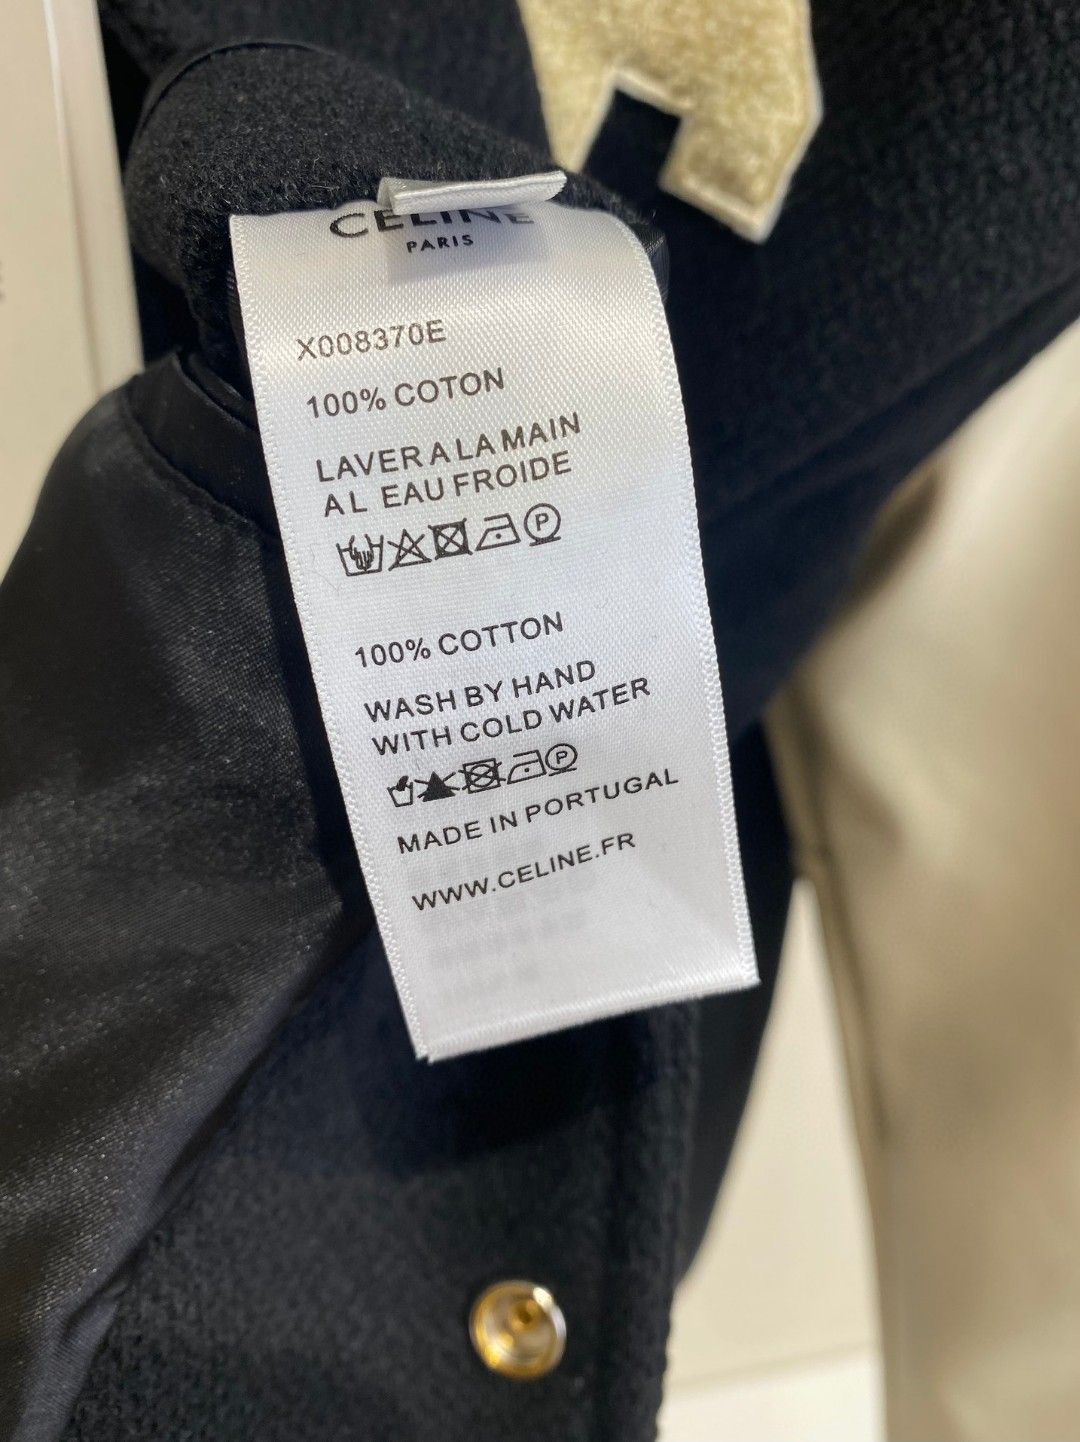 CELINE
PARIS
X008370E
100% COTON
LAVER A LA MAIN
A L EAU FROIDE
P
100% COTTON
WASH BY HAND
WITH COLD WATER
P
MADE IN PORTUGAL
WWW.CELINE.FR